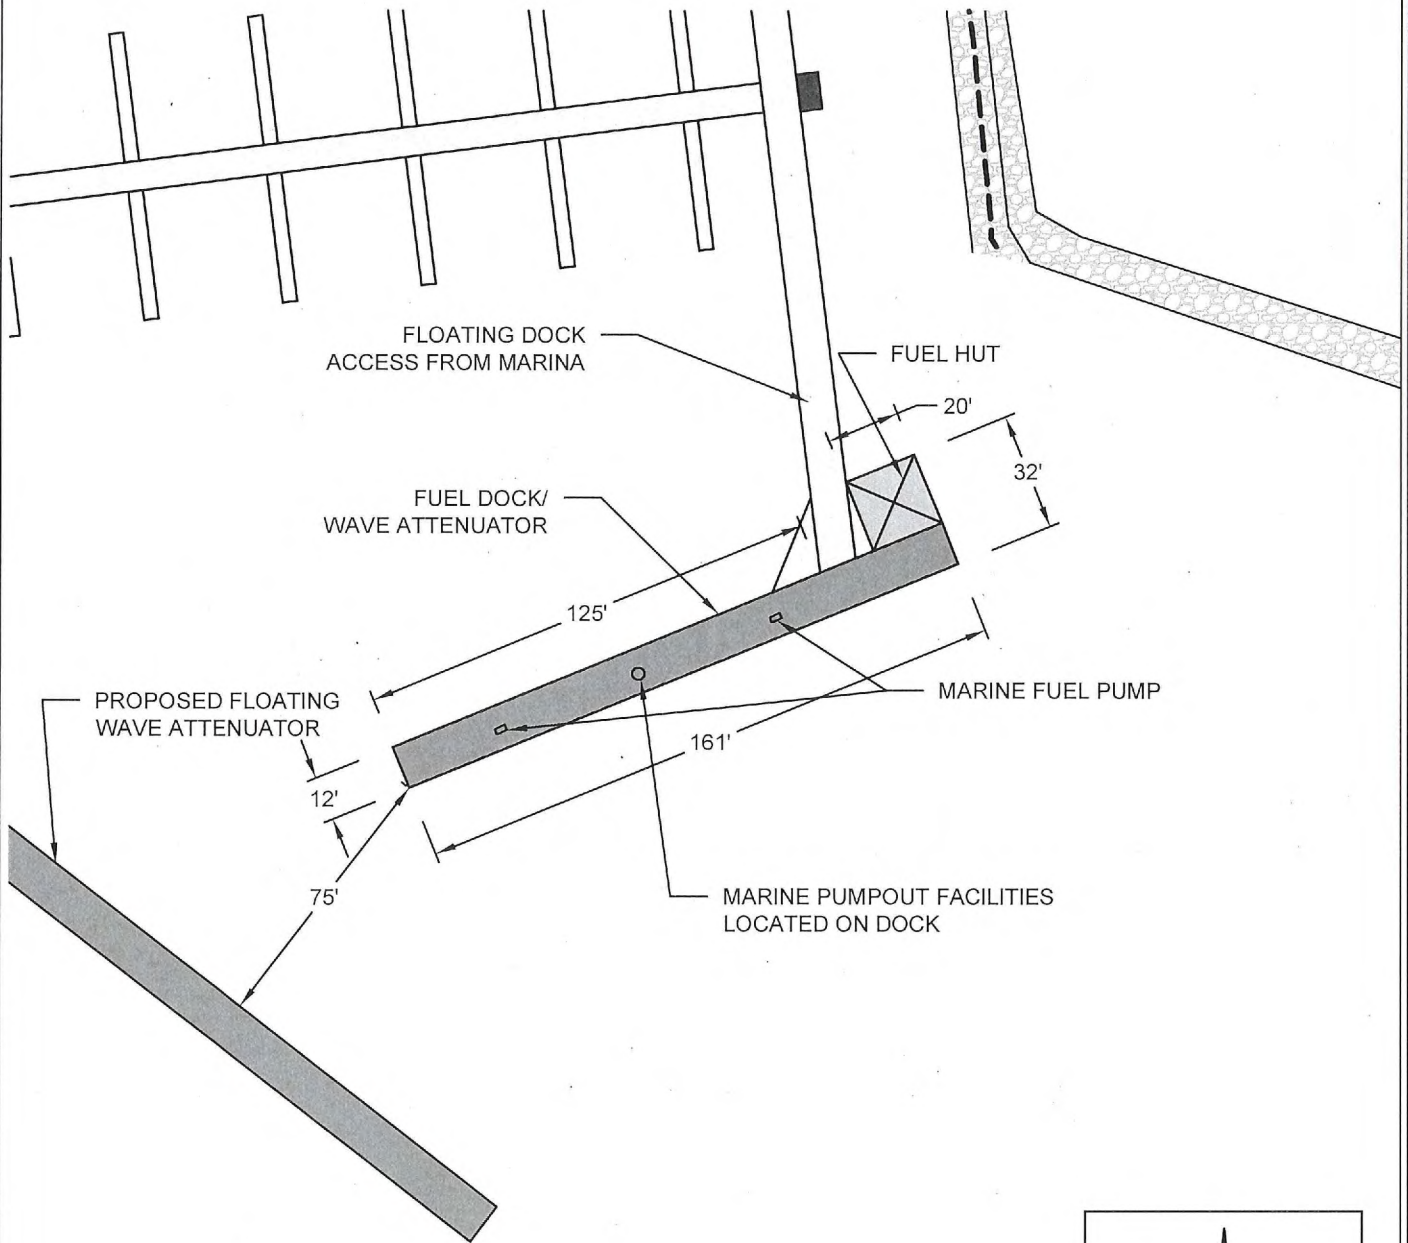 FLOATING DOCK
ACCESS FROM MARINA
FUEL HUT
20'
32'
FUEL DOCK/
WAVE ATTENUATOR
125'
PROPOSED FLOATING
WAVE ATTENUATOR
MARINE FUEL PUMP
161'
12'
75'
MARINE PUMPOUT FACILITIES
LOCATED ON DOCK